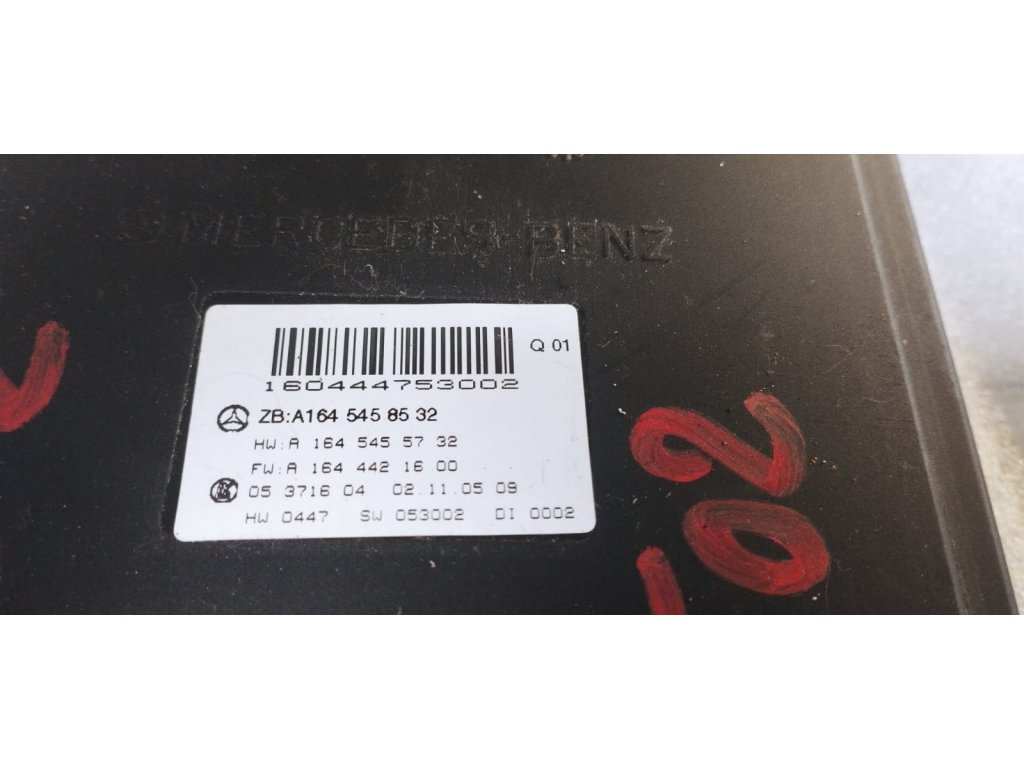 MERCEDES BENZ
Q 01
160444753002
ZB:A164 545 85 32
HW:A 164 545 57 32
FW:A 164 442 16 00
05 3716 04 02.11.05 09
HW 0447 SW 053002 DI 0002
20